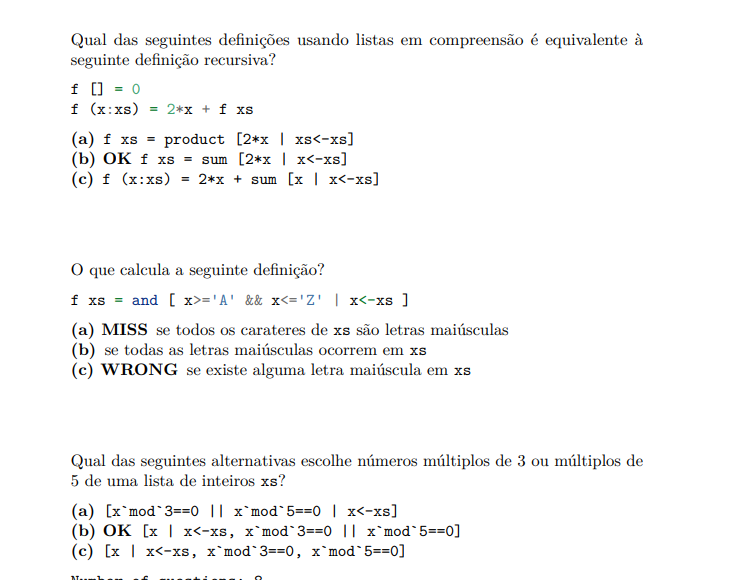 Qual das seguintes definições usando listas em compreensão é equivalente à
seguinte definição recursiva?
f [] = 0
f (x:xs) = 2*x + f xs
(a) f xs = product [2*x | xs<-xs]
(b) OK f xs = sum [2*x | x<-xs]
(c) f (x:xs) = 2*x + sum [x | x<-xs]
O que calcula a seguinte definição?
f xs = and [ x>='A' && x<='Z' | x<-xs ]
(a) MISS se todos os carateres de xs são letras maiúsculas
(b) se todas as letras maiúsculas ocorrem em xs
(c) WRONG se existe alguma letra maiúscula em xs
Qual das seguintes alternativas escolhe números múltiplos de 3 ou múltiplos de
5 de uma lista de inteiros xs?
(a) [x`mod`3==0 || x`mod`5==0 | x<-xs]
(b) OK [x | x<-xs, x`mod`3==0 || x`mod`5==0]
(c) [x | x<-xs, x`mod`3==0, x`mod`5==0]
Number of questions: 8